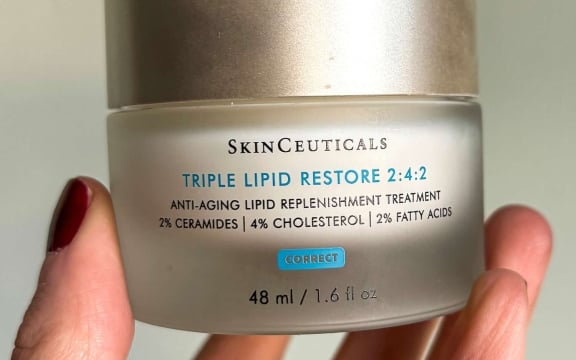 SKINCEUTICALS
TRIPLE LIPID RESTORE 2:4:2
ANTI-AGING LIPID REPLENISHMENT TREATMENT
2% CERAMIDES | 4% CHOLESTEROL | 2% FATTY ACIDS
CORRECT
48 ml / 1.6 fl oz